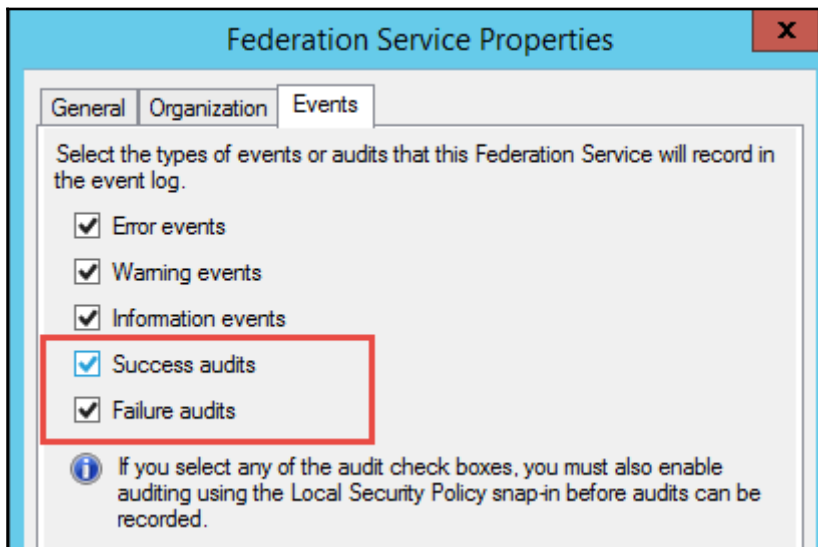 Federation Service Properties
x
General Organization Events
Select the types of events or audits that this Federation Service will record in
the event log.
Error events
Warning events
Information events
Success audits
Failure audits
If you select any of the audit check boxes, you must also enable
auditing using the Local Security Policy snap-in before audits can be
recorded.